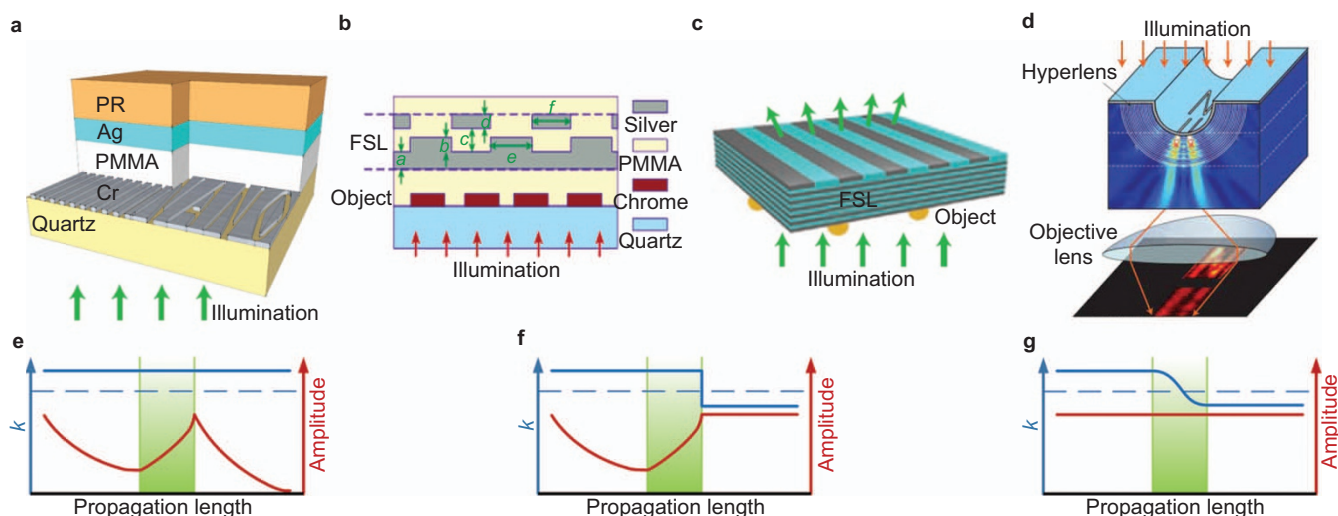 a
PR
Ag
PMMA
Cr
Quartz
Illumination
b
FSL
Object
a
b
c
d
e
f
Silver
PMMA
Chrome
Quartz
Illumination
c
FSL
Object
Illumination
d
Illumination
Hyperlens
Objective
lens
e
k
Amplitude
Propagation length
f
k
Amplitude
Propagation length
g
k
Amplitude
Propagation length